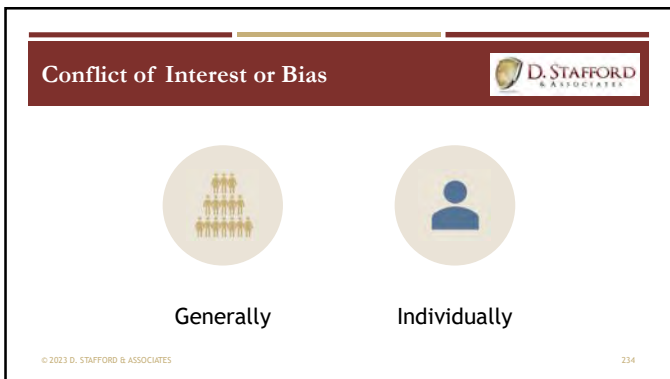 Conflict of Interest or Bias
D. STAFFORD
& ASSOCIATES
Generally
Individually
© 2023 D. STAFFORD & ASSOCIATES
234